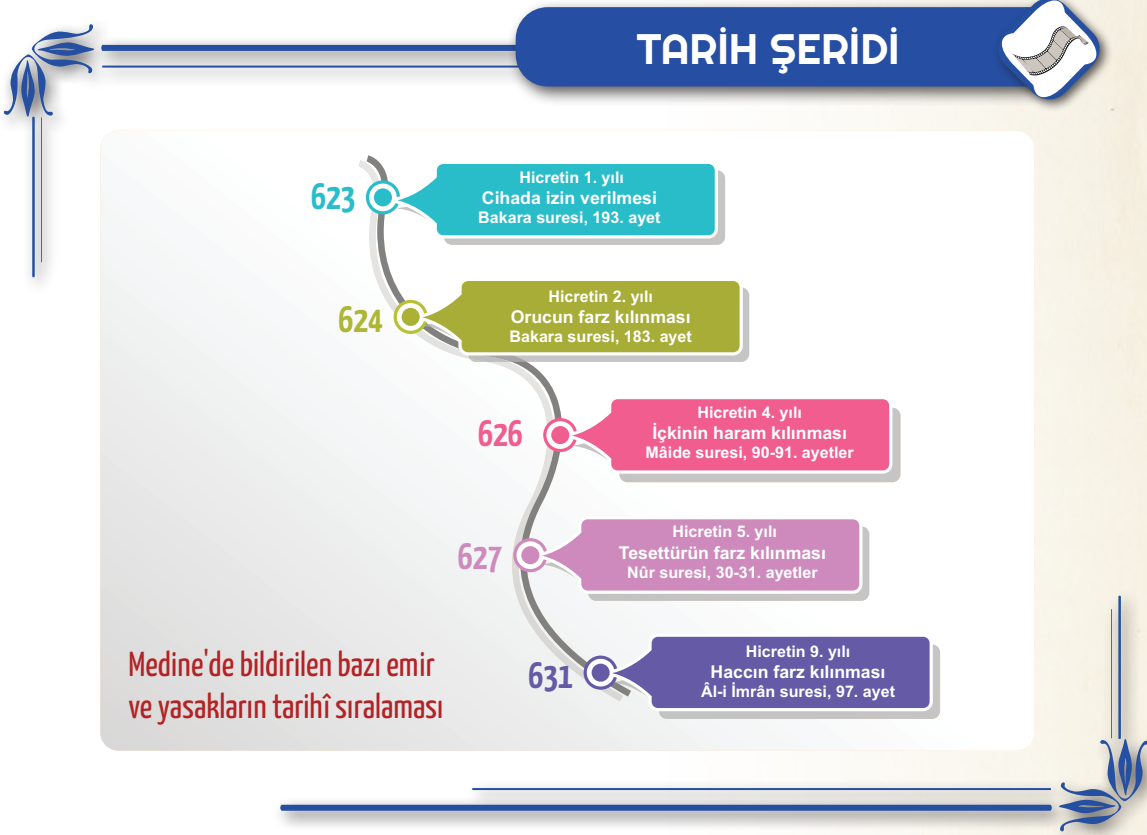 TARİH ŞERİDİ
623
Hicretin 1. yılı
Cihada izin verilmesi
Bakara suresi, 193. ayet
624
Hicretin 2. yılı
Orucun farz kılınması
Bakara suresi, 183. ayet
626
Hicretin 4. yılı
İçkinin haram kılınması
Mâide suresi, 90-91. ayetler
627
Hicretin 5. yılı
Tesettürün farz kılınması
Nûr suresi, 30-31. ayetler
631
Hicretin 9. yılı
Haccın farz kılınması
Âl-i İmrân suresi, 97. ayet
Medine'de bildirilen bazı emir
ve yasakların tarihî sıralaması